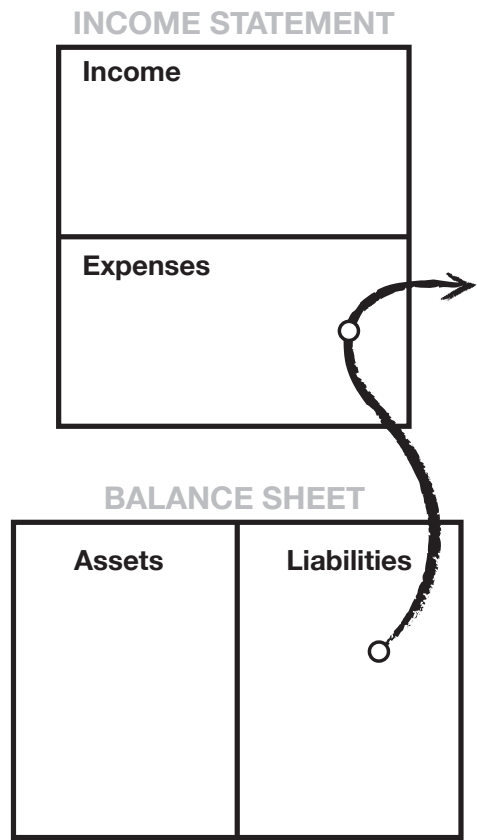 INCOME STATEMENT
Income
Expenses
BALANCE SHEET
Assets
Liabilities